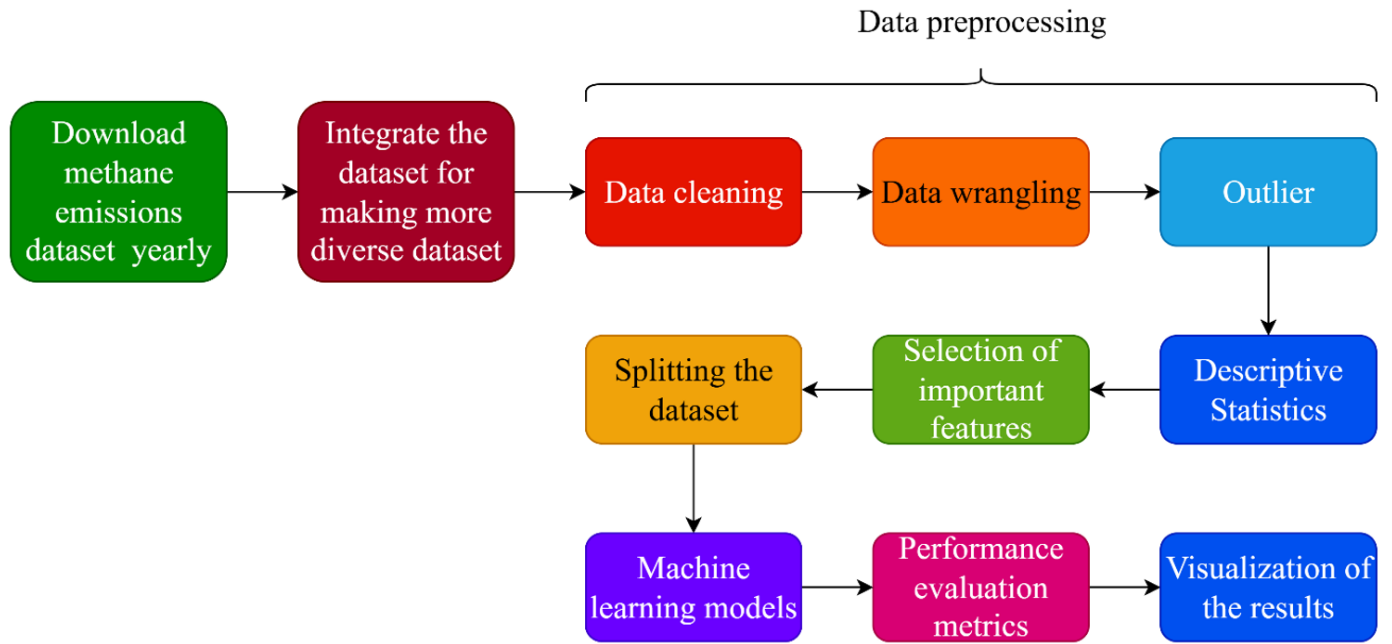 Data preprocessing
Download
methane
emissions
dataset yearly
Integrate the
dataset for
making more
diverse dataset
Data cleaning
Data wrangling
Outlier
Descriptive
Statistics
Selection of
important
features
Splitting the
dataset
Machine
learning models
Performance
evaluation
metrics
Visualization of
the results